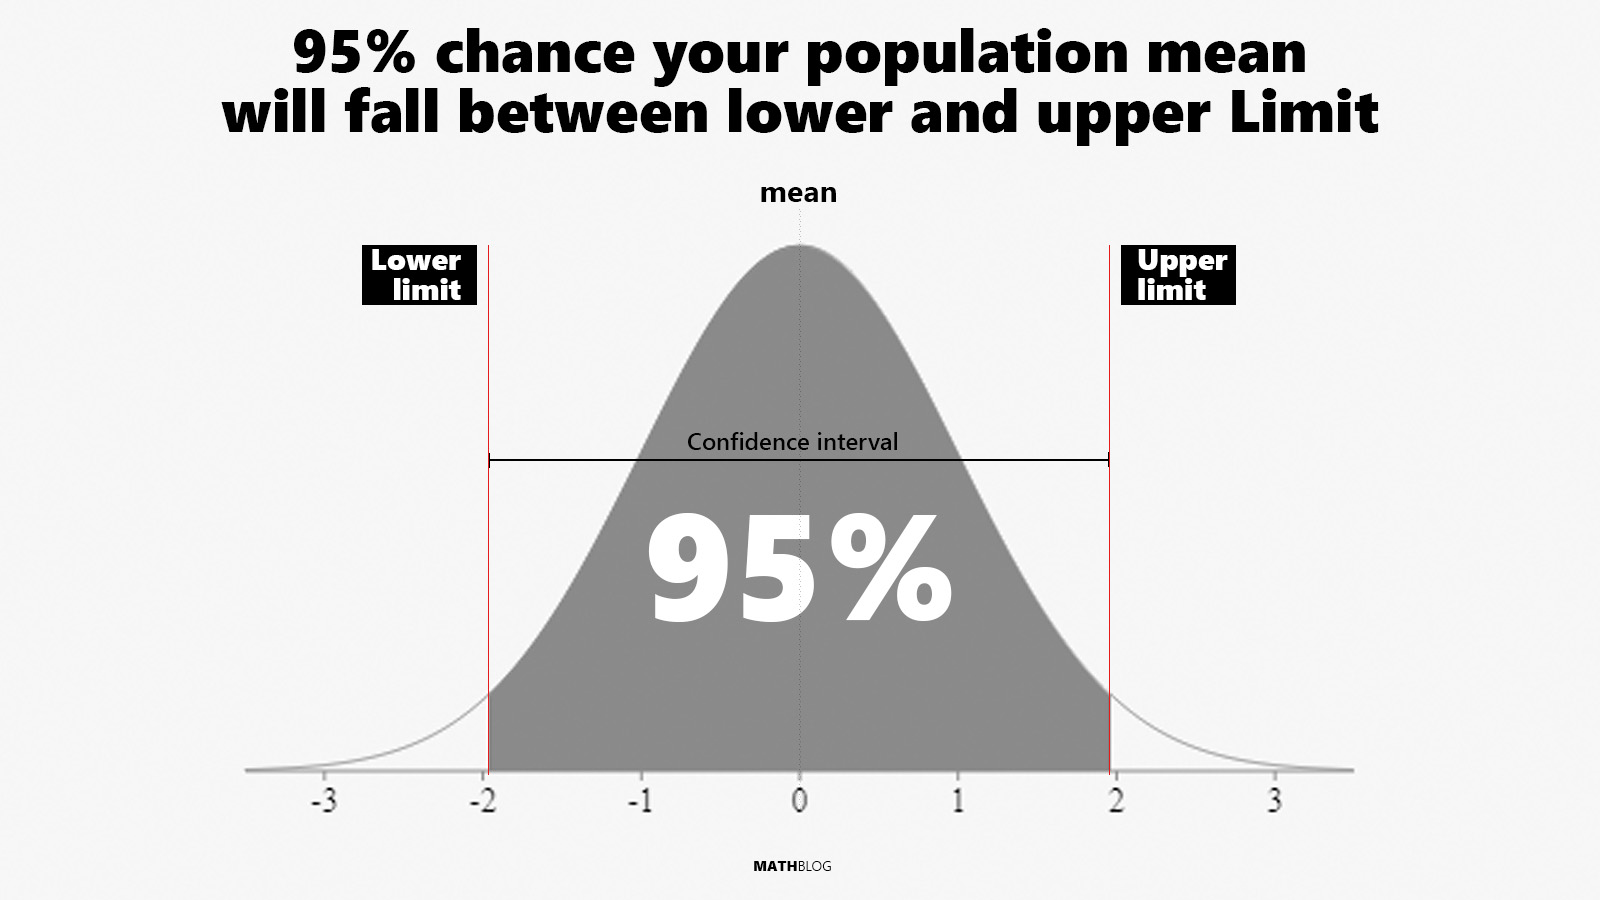 95% chance your population mean
will fall between lower and upper Limit
mean
Lower
limit
Upper
limit
Confidence interval
95%
-3 -2 -1 0 1 2 3
MATHBLOG